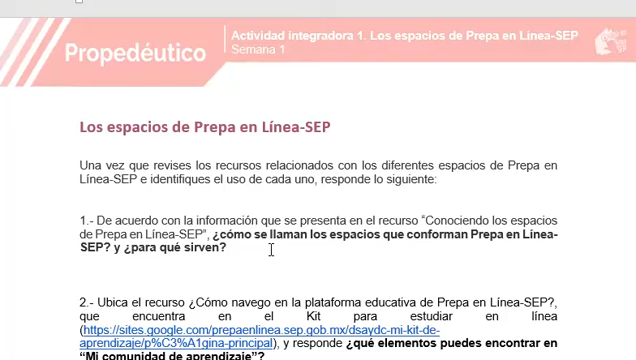 Propedéutico
Actividad integradora 1. Los espacios de Prepa en Línea-SEP
Semana 1
Los espacios de Prepa en Línea-SEP
Una vez que revises los recursos relacionados con los diferentes espacios de Prepa en
Línea-SEP e identifiques el uso de cada uno, responde lo siguiente:
1.- De acuerdo con la información que se presenta en el recurso “Conociendo los espacios
de Prepa en Línea-SEP”, ¿cómo se llaman los espacios que conforman Prepa en Línea-
SEP? y ¿para qué sirven?
2.- Ubica el recurso ¿Cómo navego en la plataforma educativa de Prepa en Línea-SEP?,
que encuentra en el Kit para estudiar en línea
(https://sites.google.com/prepaenlinea.sep.gob.mx/dsaydc-mi-kit-de-
aprendizaje/p%C3%A1gina-principal), y responde ¿qué elementos puedes encontrar en
“Mi comunidad de aprendizaje”?